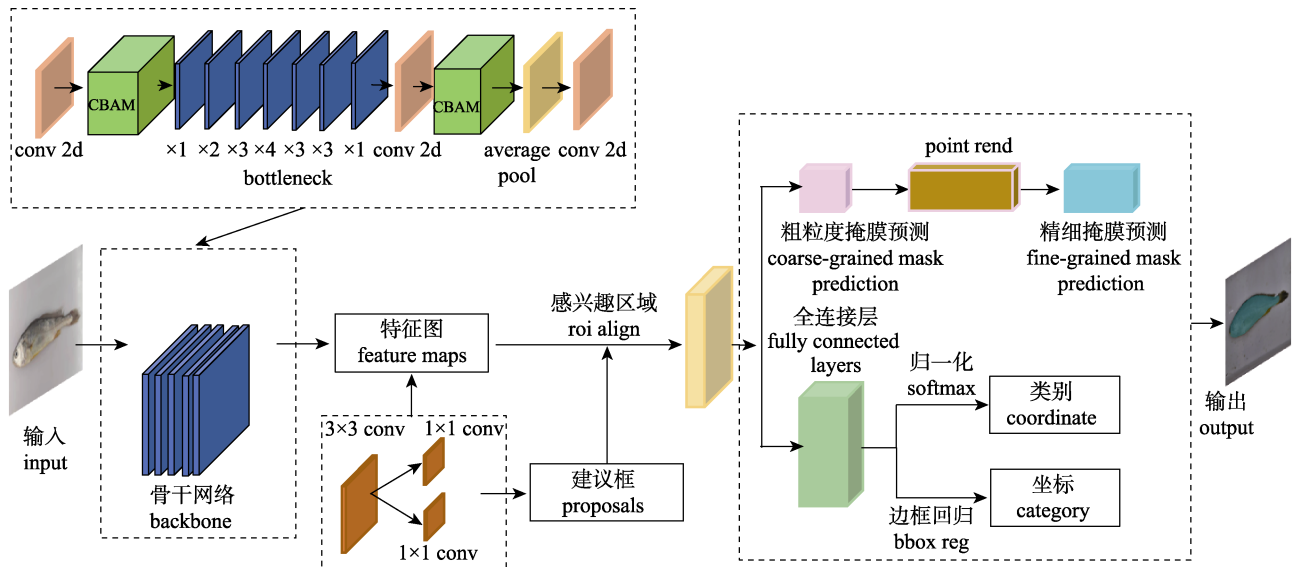 CBAM
CBAM
conv 2d
×1 ×2 ×3 ×4 ×3 ×3 ×1
conv 2d
average
pool
conv 2d
bottleneck
输入
input
骨干网络
backbone
特征图
feature maps
3×3 conv
1×1 conv
1×1 conv
感兴趣区域
roi align
建议框
proposals
point rend
粗粒度掩膜预测
coarse-grained mask
prediction
精细掩膜预测
fine-grained mask
prediction
全连接层
fully connected
layers
归一化
softmax
类别
coordinate
边框回归
bbox reg
坐标
category
输出
output